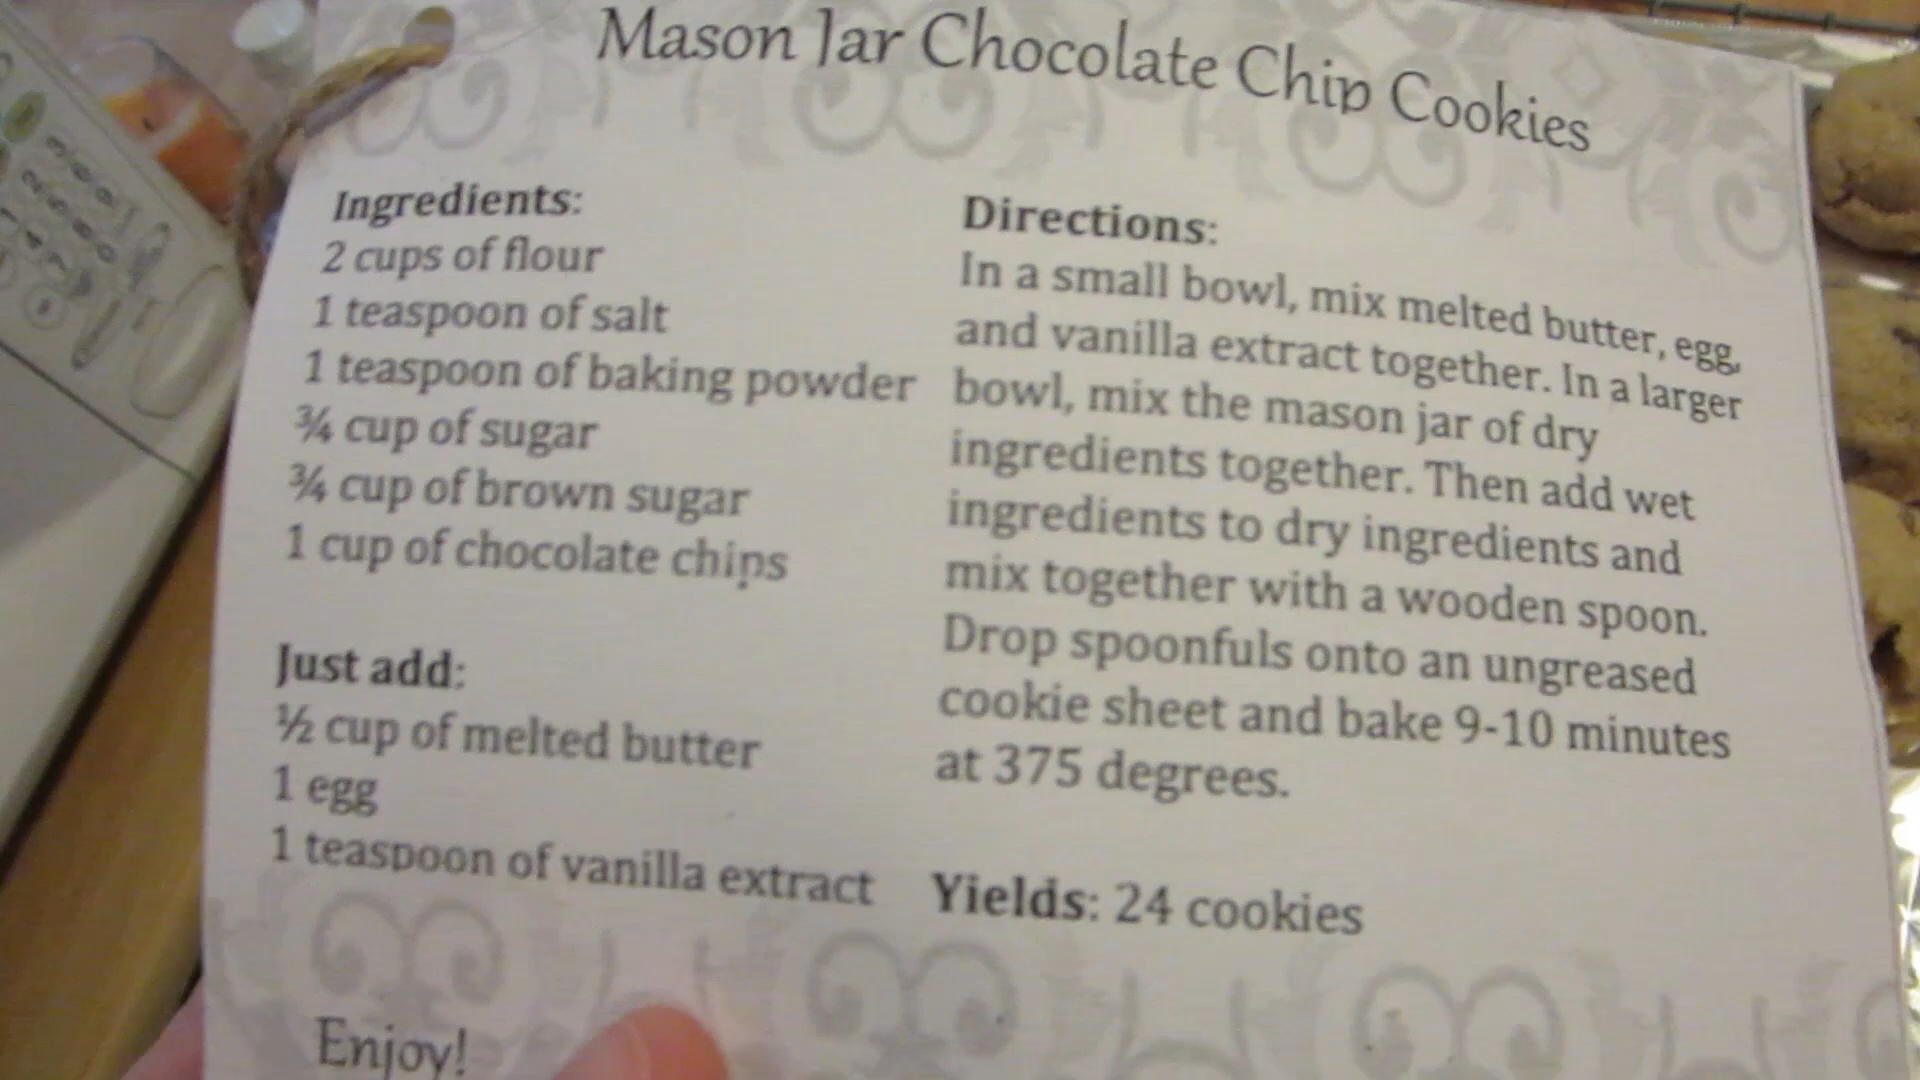 Mason Jar Chocolate Chip Cookies
Ingredients:
2 cups of flour
1 teaspoon of salt
1 teaspoon of baking powder
¾ cup of sugar
¾ cup of brown sugar
1 cup of chocolate chips
Just add:
½ cup of melted butter
1 egg
1 teaspoon of vanilla extract
Directions:
In a small bowl, mix melted butter, egg,
and vanilla extract together. In a larger
bowl, mix the mason jar of dry
ingredients together. Then add wet
ingredients to dry ingredients and
mix together with a wooden spoon.
Drop spoonfuls onto an ungreased
cookie sheet and bake 9-10 minutes
at 375 degrees.
Yields: 24 cookies
Enjoy!